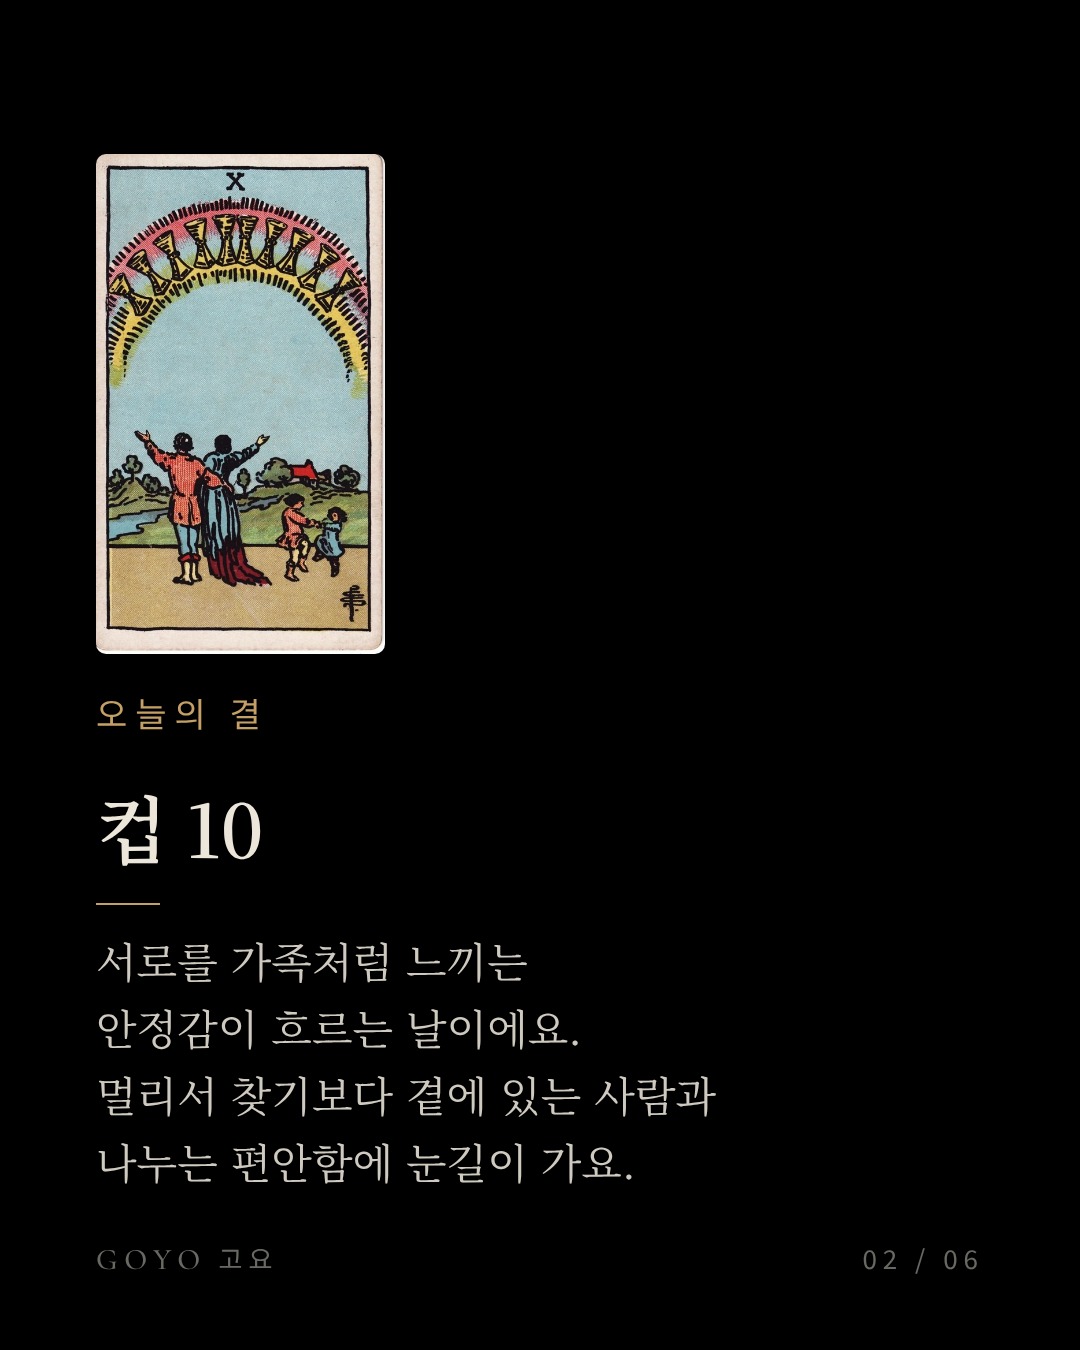 X
오늘의 결
컵 10
서로를 가족처럼 느끼는
안정감이 흐르는 날이에요.
멀리서 찾기보다 곁에 있는 사람과
나누는 편안함에 눈길이 가요.
GOYO 고요
02 / 06